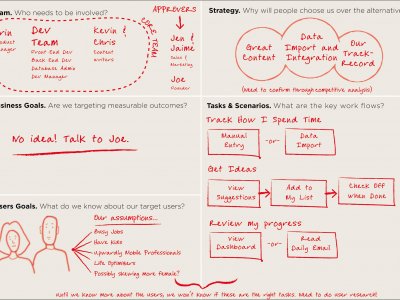 am. Who needs to be involved?
APPROVERS
rin
oduct
nager
Dev
Team
Front End Dev
Back End Dev
Database Admin
Dev Manager
Kevin &
Chris
Content
Writers
CORE TEAM
Jen &
Jaime
Sales &
Marketing
Joe
Founder
Strategy. Why will people choose us over the alternativ
Great
Content
Data
Import and
Integration
Our
Track-
Record
(Need to confirm through competitive analysis)
usiness Goals. Are we targeting measurable outcomes?
No idea! Talk to Joe.
Tasks & Scenarios. What are the key work flows?
Track How I Spend Time
Manual
Entry
-or-
Data
Import
Get Ideas
View
Suggestions
Add to
My List
Check Off
when Done
Review my progress
View
Dashboard
-or-
Read
Daily Email
sers Goals. What do we know about our target users?
Our assumptions...
Busy Jobs
Have Kids
Upwardly Mobile Professionals
Life Optimizers
Possibly skewing more female?
Until we know more about the users, we won't know if these are the right tasks. Need to do user research!